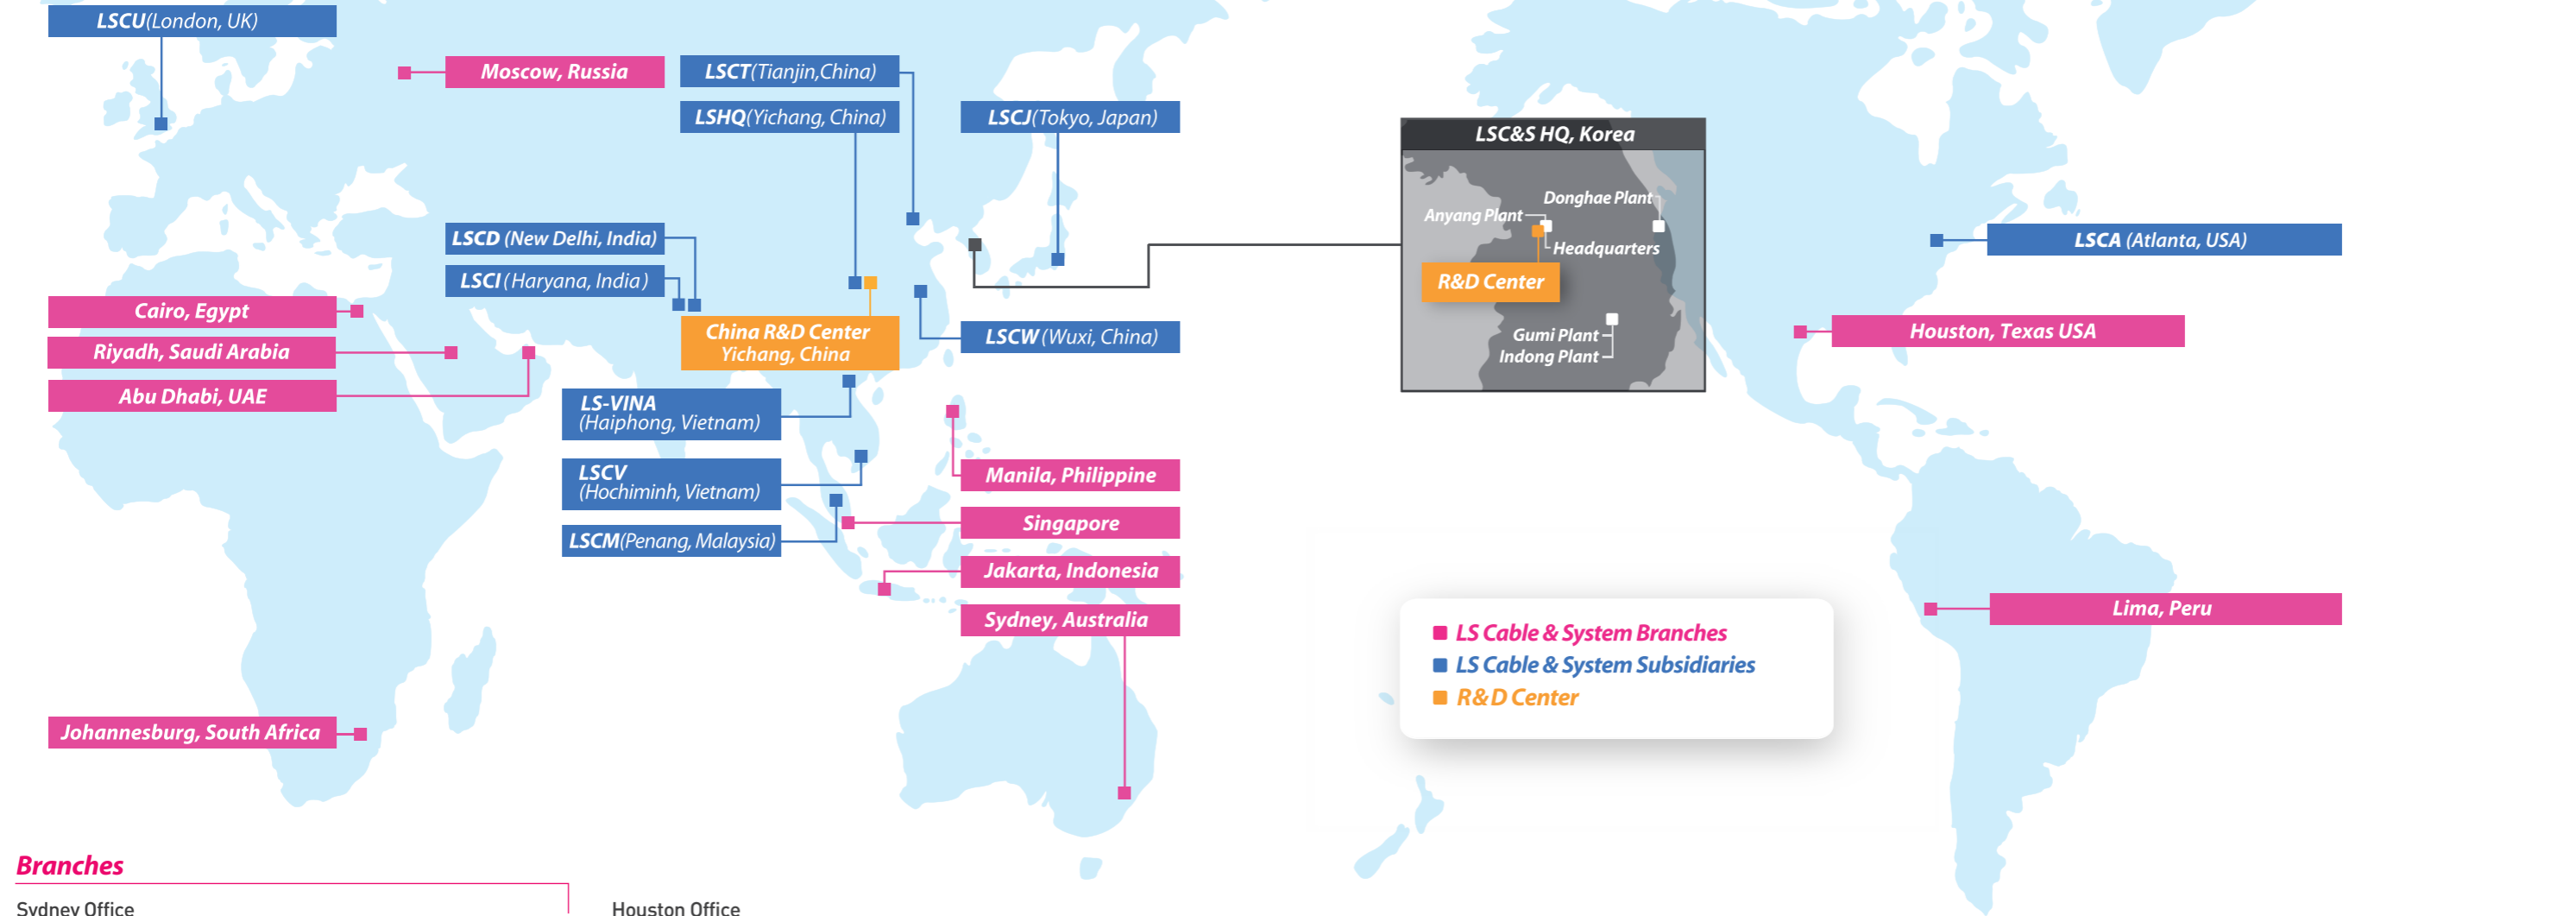 LSCU(London, UK)
Moscow, Russia
LSCT(Tianjin,China)
LSHQ(Yichang, China)
LSCJ(Tokyo, Japan)
LSC&S HQ, Korea
Donghae Plant
Anyang Plant
Headquarters
R&D Center
Gumi Plant
Indong Plant
LSCD (New Delhi, India)
LSCI (Haryana, India)
LSCA (Atlanta, USA)
Cairo, Egypt
Riyadh, Saudi Arabia
Abu Dhabi, UAE
China R&D Center
Yichang, China
LSCW (Wuxi, China)
Houston, Texas USA
LS-VINA
(Haiphong, Vietnam)
LSCV
(Hochiminh, Vietnam)
LSCM(Penang, Malaysia)
Manila, Philippine
Singapore
Jakarta, Indonesia
Sydney, Australia
Lima, Peru
LS Cable & System Branches
LS Cable & System Subsidiaries
R&D Center
Johannesburg, South Africa
Branches
Sydney Office
Houston Office